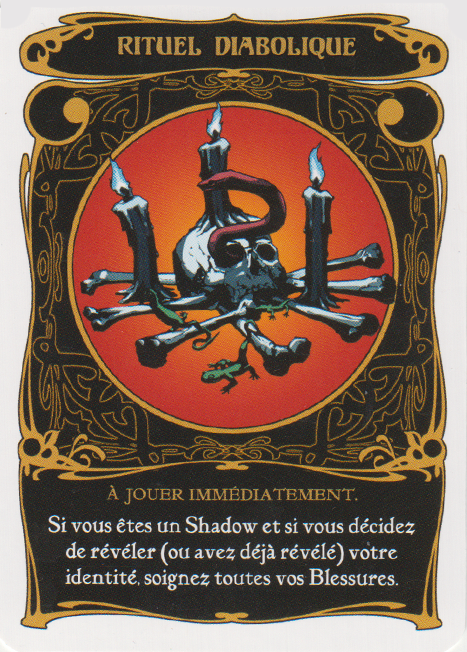 RITUEL DIABOLIQUE
À JOUER IMMÉDIATEMENT.
Si vous êtes un Shadow et si vous décidez
de révéler (ou avez déjà révélé) votre
identité, soignez toutes vos Blessures.